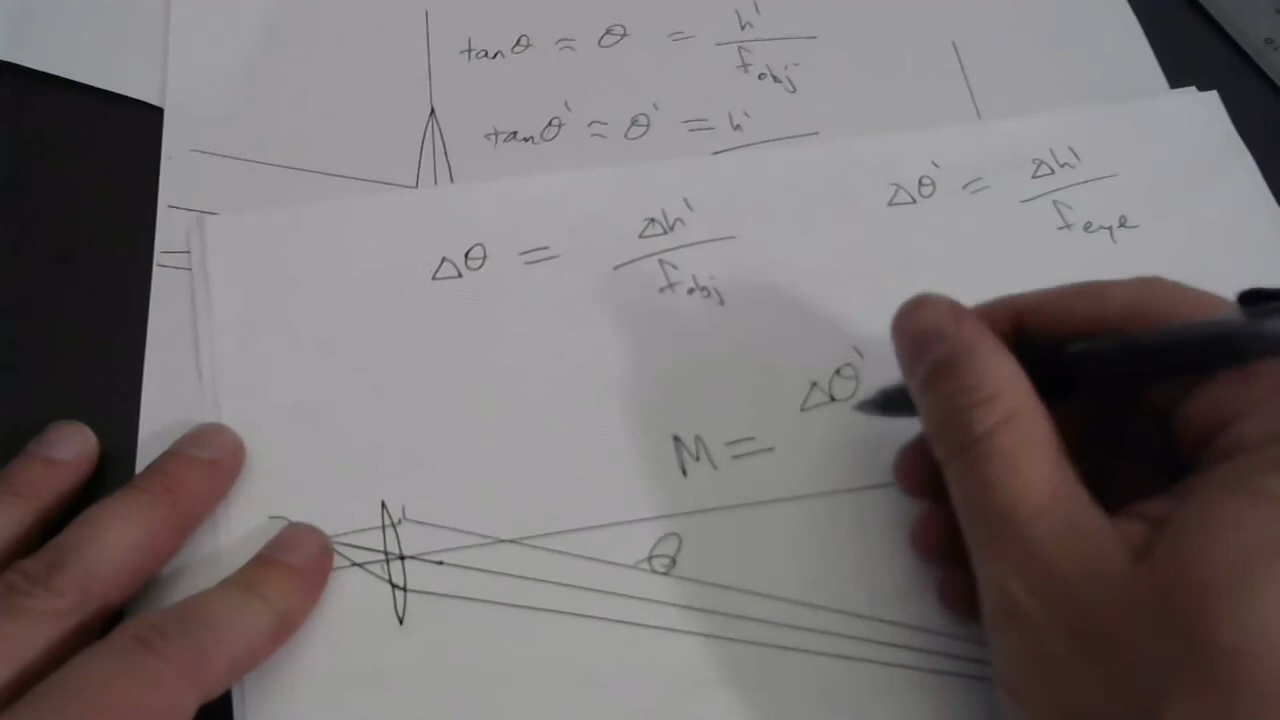 tanθ ≈ θ = h'/f_obj
tanθ' ≈ θ' = h'
Δθ = Δh'/f_obj
Δθ' = Δh'/f_eye
M = Δθ'
θ